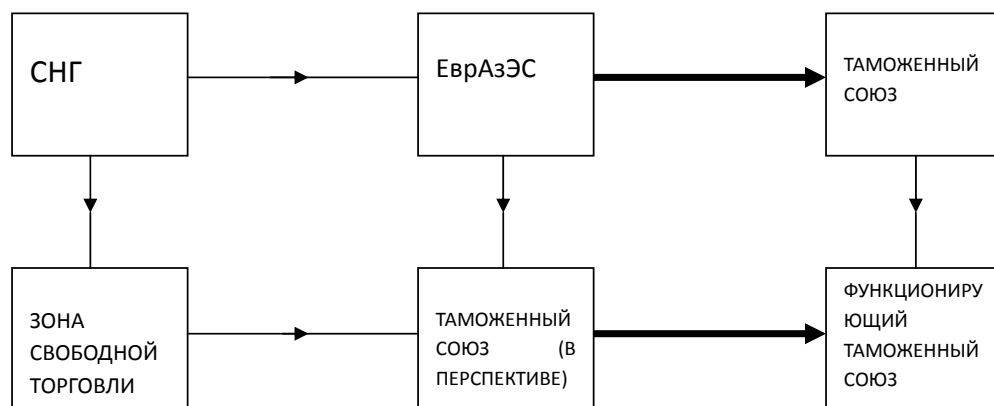 СНГ
ЕврАзЭС
ТАМОЖЕННЫЙ
СОЮЗ
ЗОНА
СВОБОДНОЙ
ТОРГОВЛИ
ТАМОЖЕННЫЙ
СОЮЗ (В
ПЕРСПЕКТИВЕ)
ФУНКЦИОНИРУ
ЮЩИЙ
ТАМОЖЕННЫЙ
СОЮЗ